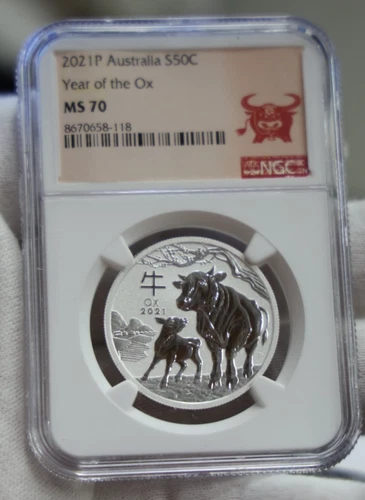 2021P Australia S50C
Year of the Ox
MS 70
8670658-118
NGC
牛
OX
2021